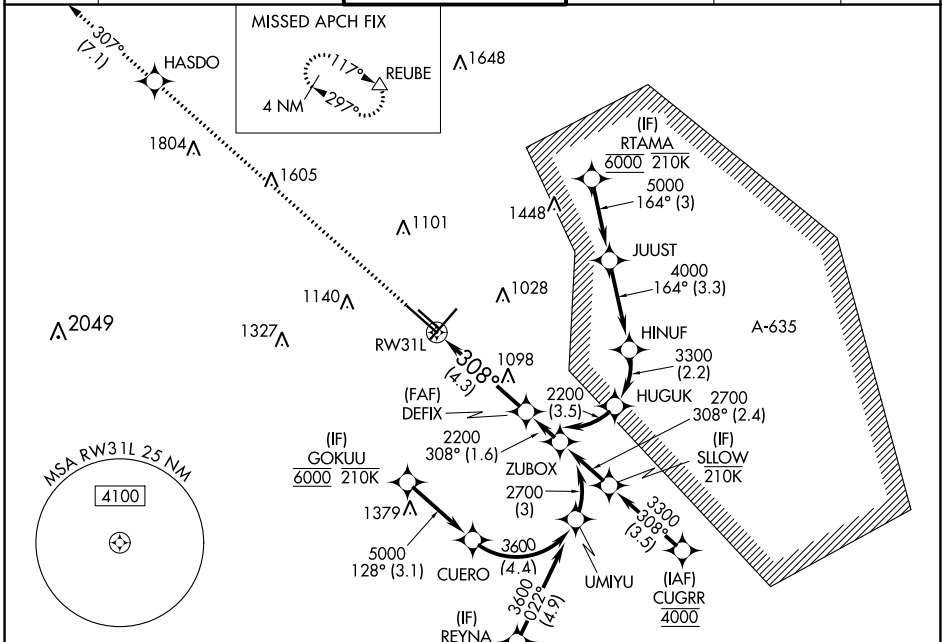 MISSED APCH FIX
117°
REUBE
4 NM
297°
307°
(7.1)
HASDO
1648
1804
1605
1101
1448
(IF)
RTAMA
6000 210K
5000
164° (3)
JUUST
4000
164° (3.3)
1140
1028
2049
1327
RW31L
HINUF
A-635
3300
(2.2)
308°
(4.3)
1098
(FAF)
DEFIX
2200
(3.5)
HUGUK
2700
308° (2.4)
2200
308° (1.6)
(IF)
SLLOW
210K
ZUBOX
(IF)
GOKUU
6000 210K
MSA RW31L 25 NM
4100
1379
2700
(3)
3300
308°
(3.5)
5000
128° (3.1)
3600
(4.4)
CUERO
UMIYU
(IAF)
CUGRR
4000
3600
022°
(4.9)
(IF)
REYNA